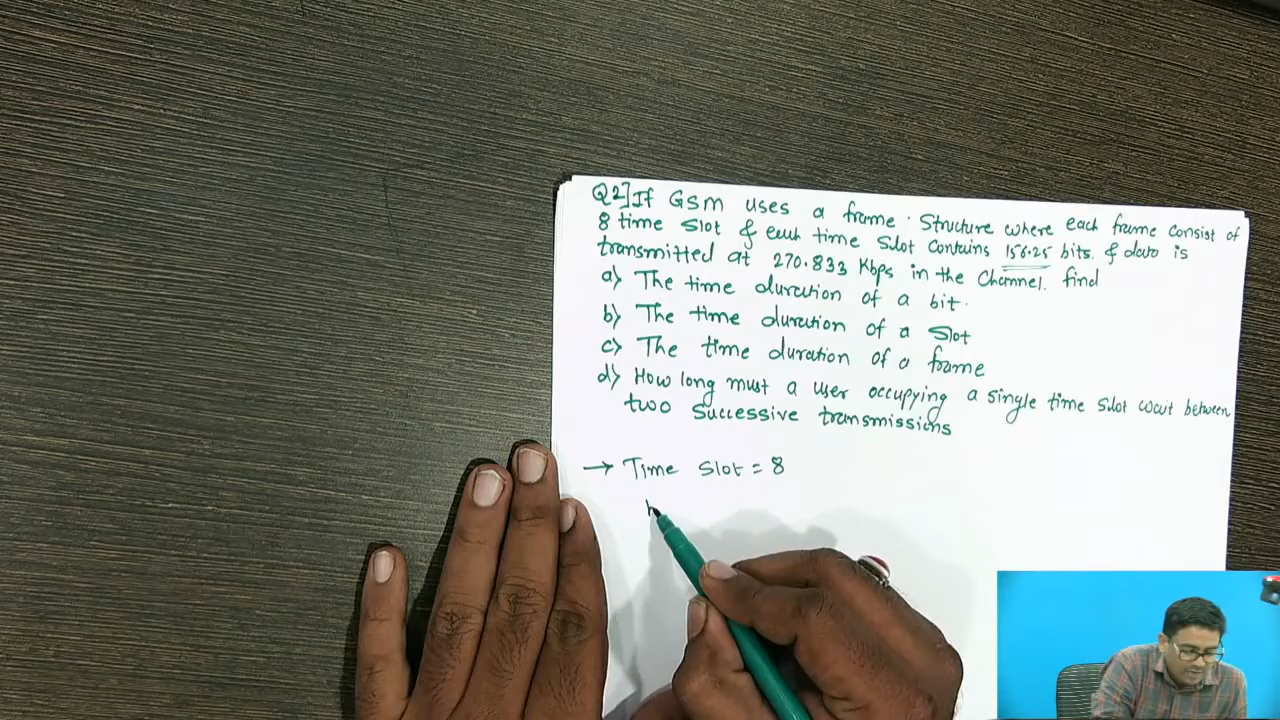 Q2] If GSM uses a frame structure where each frame consist of
8 time slot & each time slot contains 156.25 bits. & data is
transmitted at 270.833 Kbps in the Channel. find
a) The time duration of a bit.
b) The time duration of a slot
c) The time duration of a frame
d) How long must a user occupying a single time slot wait between
two successive transmissions
→ Time slot = 8